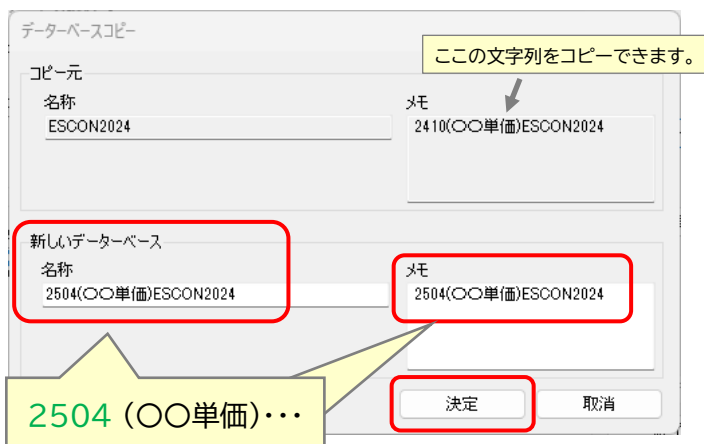 データーベースコピー
ここの文字列をコピーできます。
コピー元
名称
メモ
ESCON2024
2410(〇〇単価)ESCON2024
新しいデーターベース
名称
メモ
2504(〇〇単価)ESCON2024
2504(〇〇単価)ESCON2024
2504 (〇〇単価)・・・
決定
取消